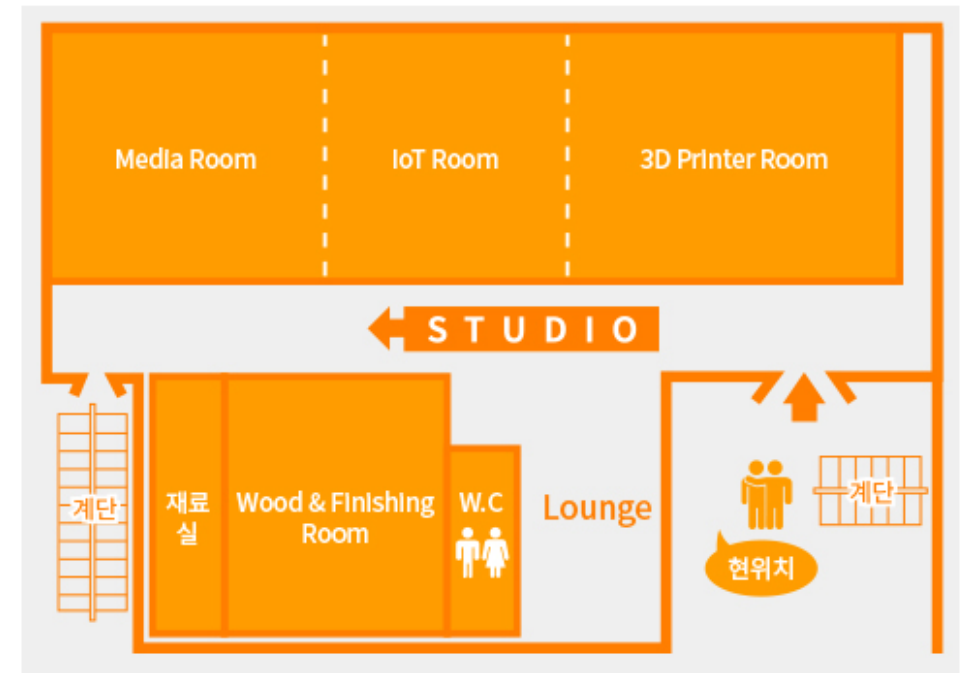 Media Room
IoT Room
3D Printer Room
STUDIO
계단
재료
실
Wood & Finishing
Room
W.C
Lounge
계단
현위치